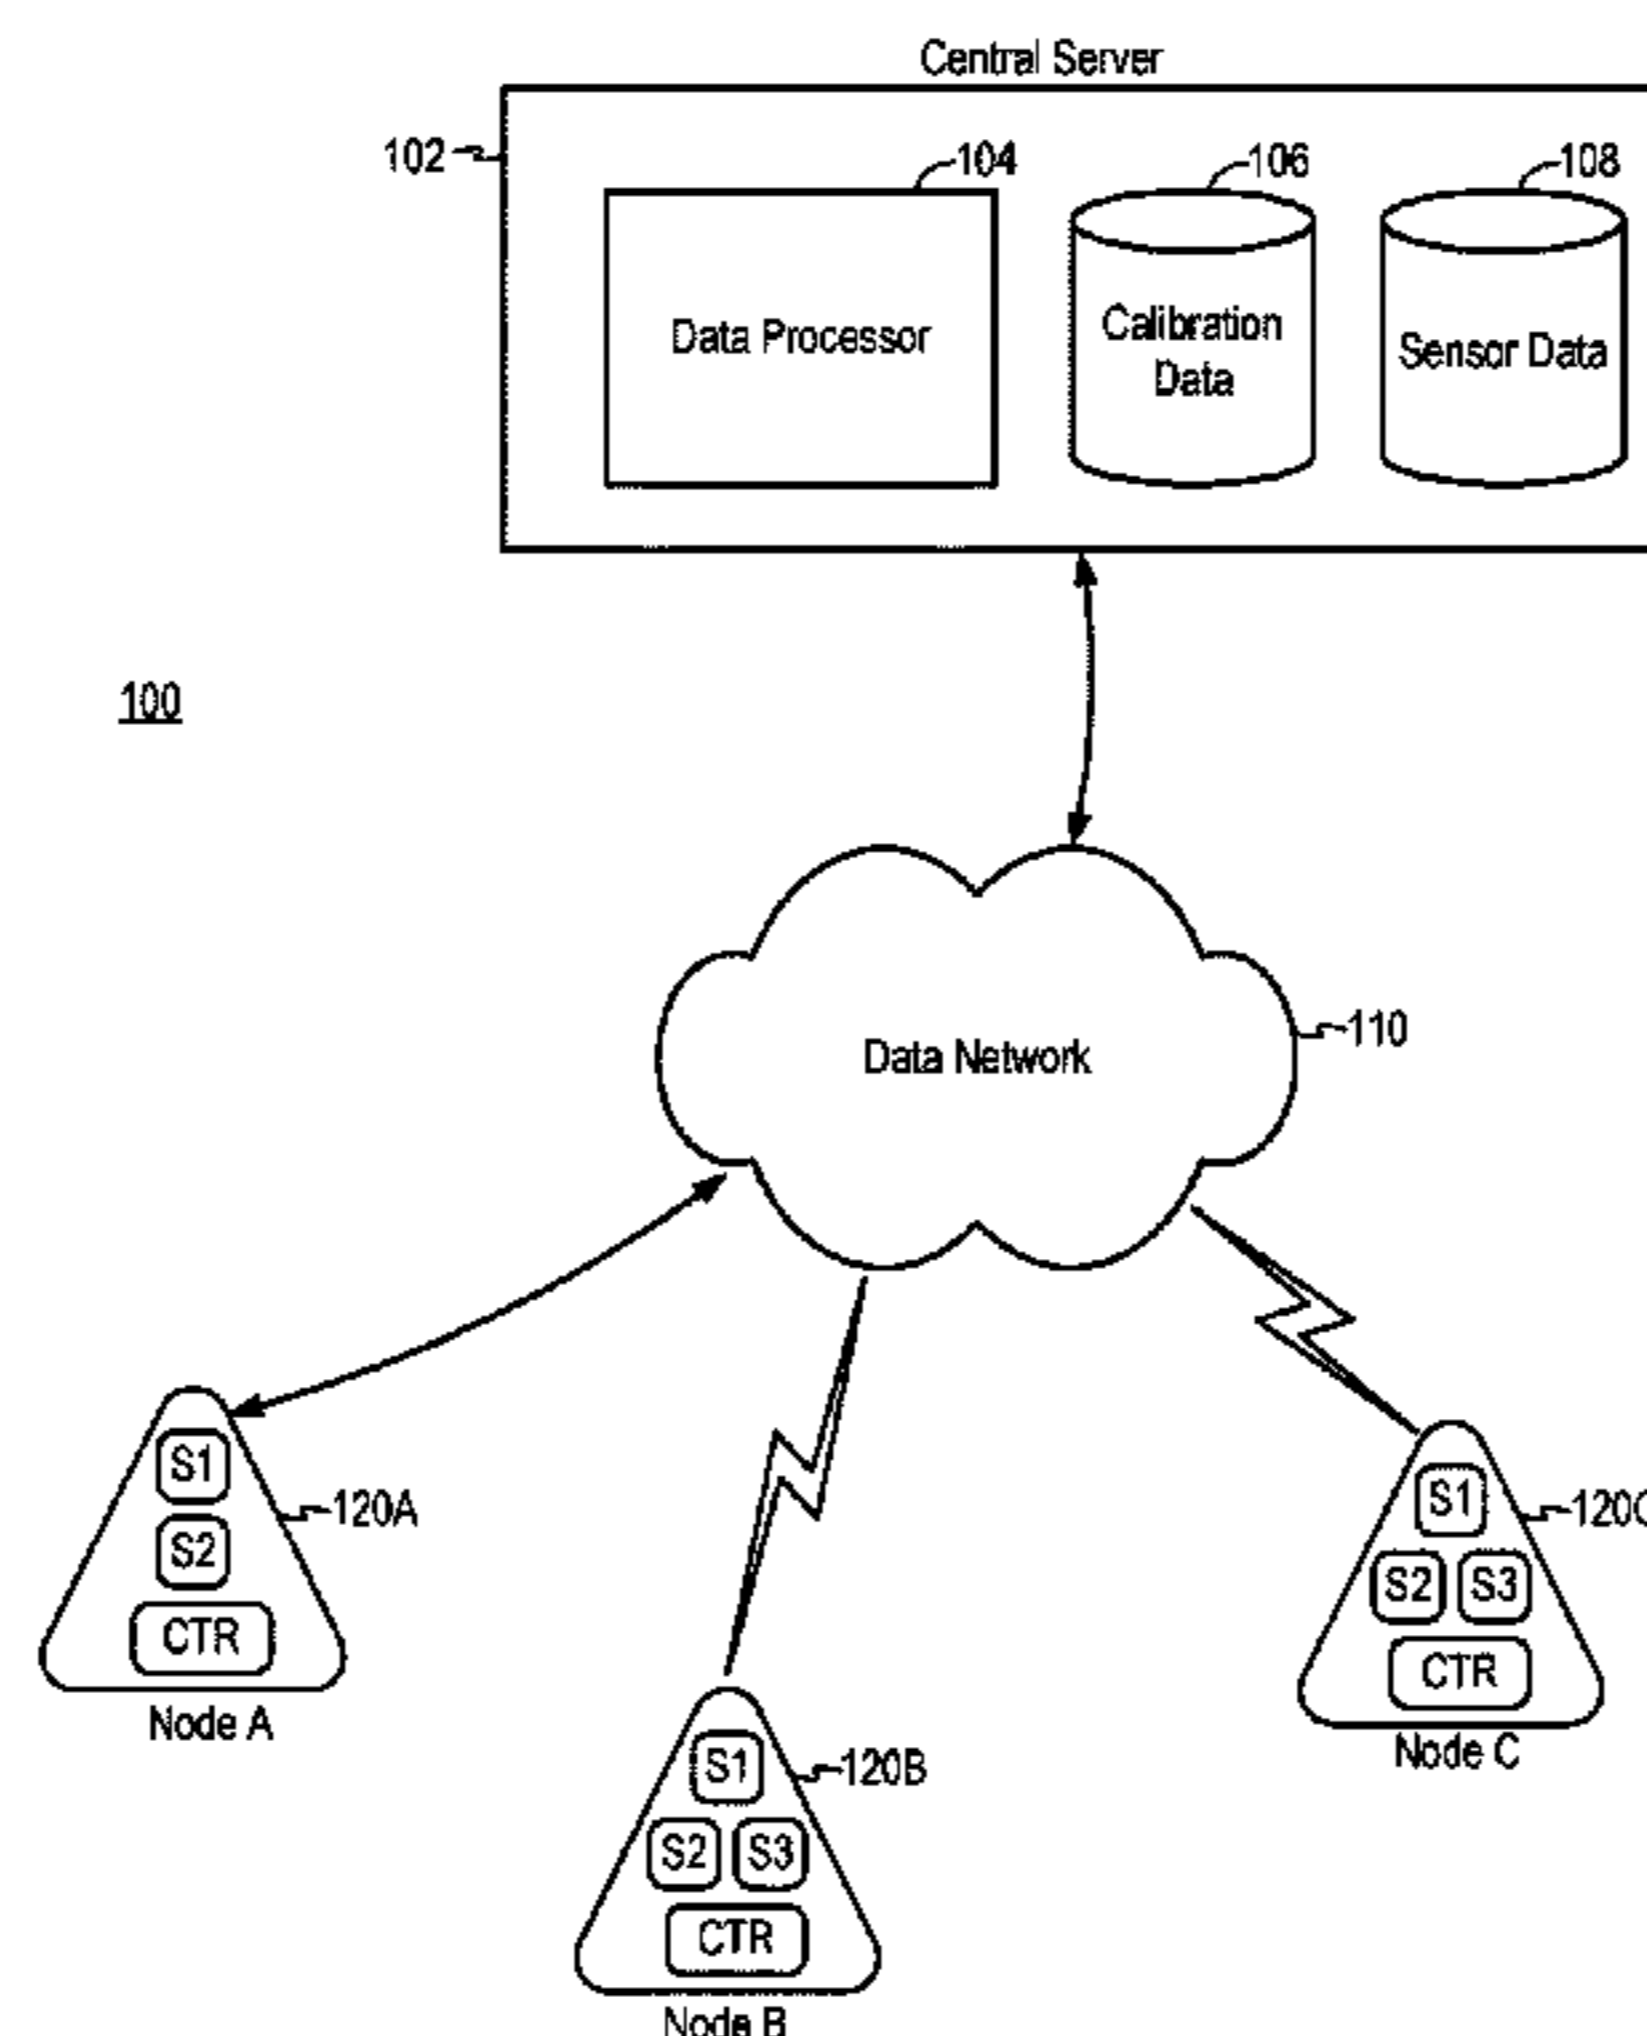 Central Server
102
104
106
108
Data Processor
Calibration
Data
Sensor Data
100
Data Network
110
S1
S2
CTR
120A
Node A
S1
S2 S3
CTR
120B
Node B
S1
S2 S3
CTR
120C
Node C